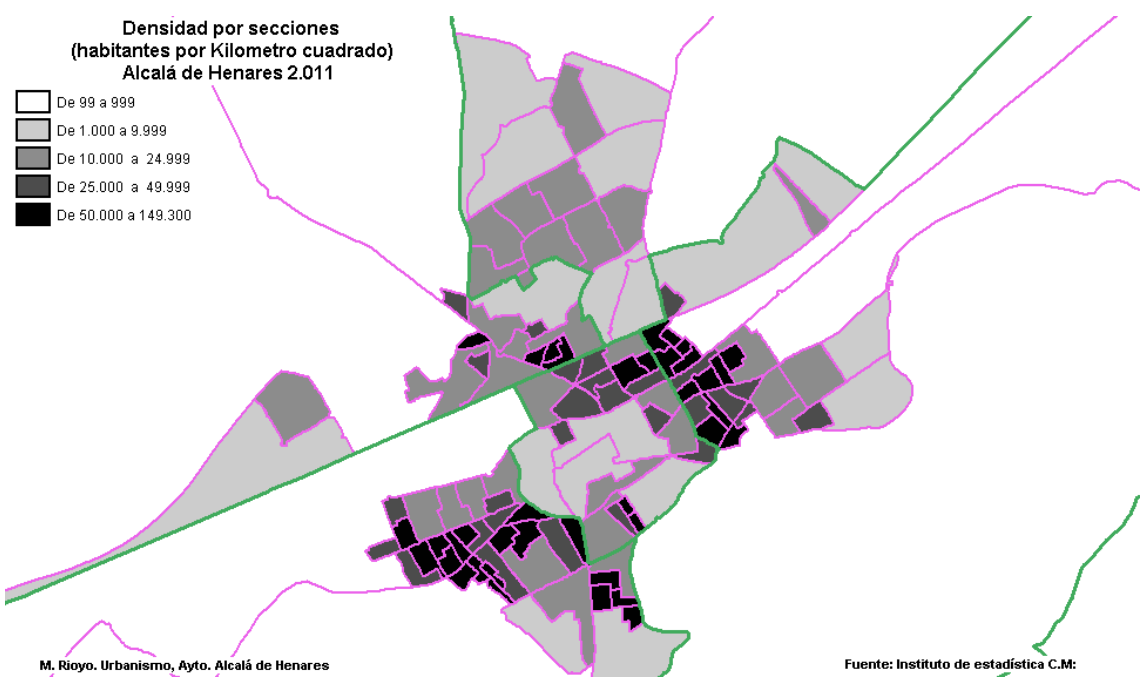 Densidad por secciones
(habitantes por Kilometro cuadrado)
Alcalá de Henares 2.011
De 99 a 999
De 1.000 a 9.999
De 10.000 a 24.999
De 25.000 a 49.999
De 50.000 a 149.300
M. Rioyo. Urbanismo, Ayto. Alcalá de Henares
Fuente: Instituto de estadística C.M: